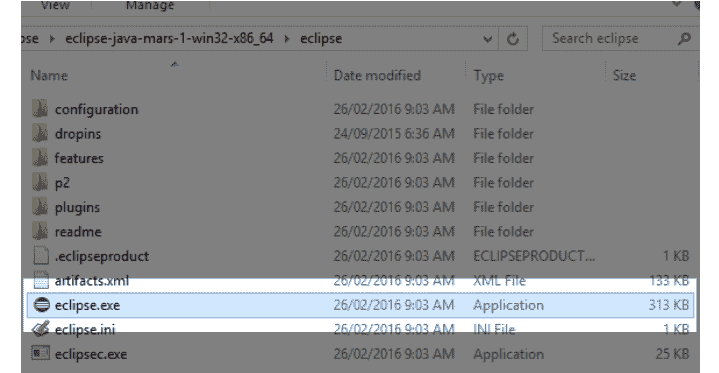 View Manage
pse › eclipse-java-mars-1-win32-x86_64 › eclipse Search eclipse
Name Date modified Type Size
configuration 26/02/2016 9:03 AM File folder
dropins 24/09/2015 6:36 AM File folder
features 26/02/2016 9:03 AM File folder
p2 26/02/2016 9:03 AM File folder
plugins 26/02/2016 9:03 AM File folder
readme 26/02/2016 9:03 AM File folder
.eclipseproduct 26/02/2016 9:03 AM ECLIPSEPRODUCT... 1 KB
artifacts.xml 26/02/2016 9:03 AM XML File 133 KB
eclipse.exe 26/02/2016 9:03 AM Application 313 KB
eclipse.ini 26/02/2016 9:03 AM INI File 1 KB
eclipsec.exe 26/02/2016 9:03 AM Application 25 KB